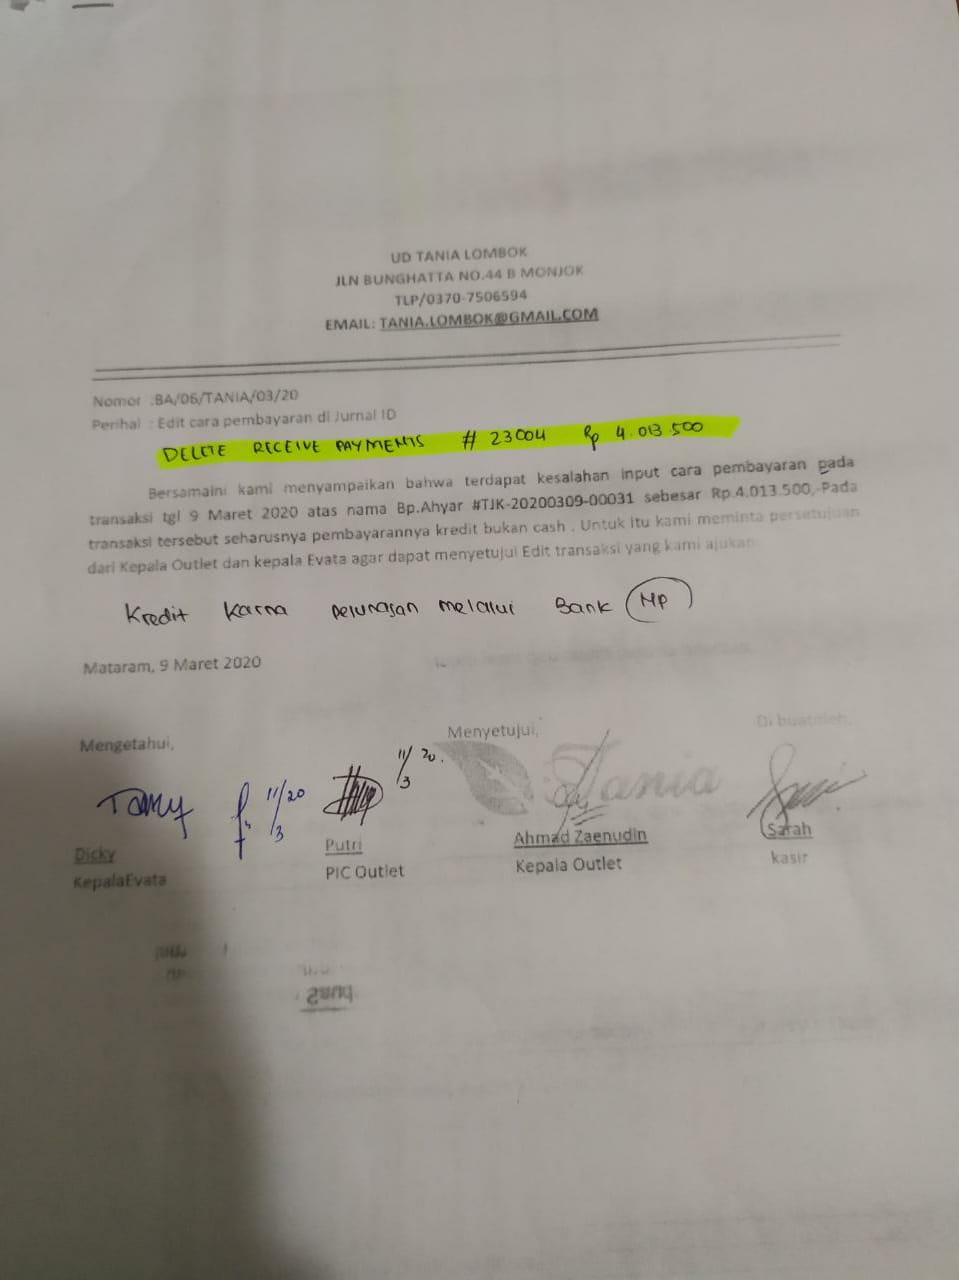 UD TANIA LOMBOK
JLN BUNGHATTA NO.44 B MONJOK
TLP/0370-7506594
EMAIL: TANIA.LOMBOK@GMAIL.COM
Nomor :BA/06/TANIA/03/20
Perihal : Edit cara pembayaran di Jurnal ID
DELETE RECEIVE PAYMENTS # 23004 Rp 4.013.500
Bersamaini kami menyampaikan bahwa terdapat kesalahan input cara pembayaran pada
transaksi tgl 9 Maret 2020 atas nama Bp.Ahyar #TJK-20200309-00031 sebesar Rp.4.013.500,-Pada
transaksi tersebut seharusnya pembayarannya kredit bukan cash . Untuk itu kami meminta persetujuan
dari Kepala Outlet dan kepala Evata agar dapat menyetujui Edit transaksi yang kami ajukan
Kredit karna pelunasan melalui Bank MP
Mataram, 9 Maret 2020
Mengetahui, Menyetujui, Di buat oleh,
11/3 20.
11/3 20
Tania
Dicky Putri Ahmad Zaenudin Sarah
KepalaEvata PIC Outlet Kepala Outlet kasir